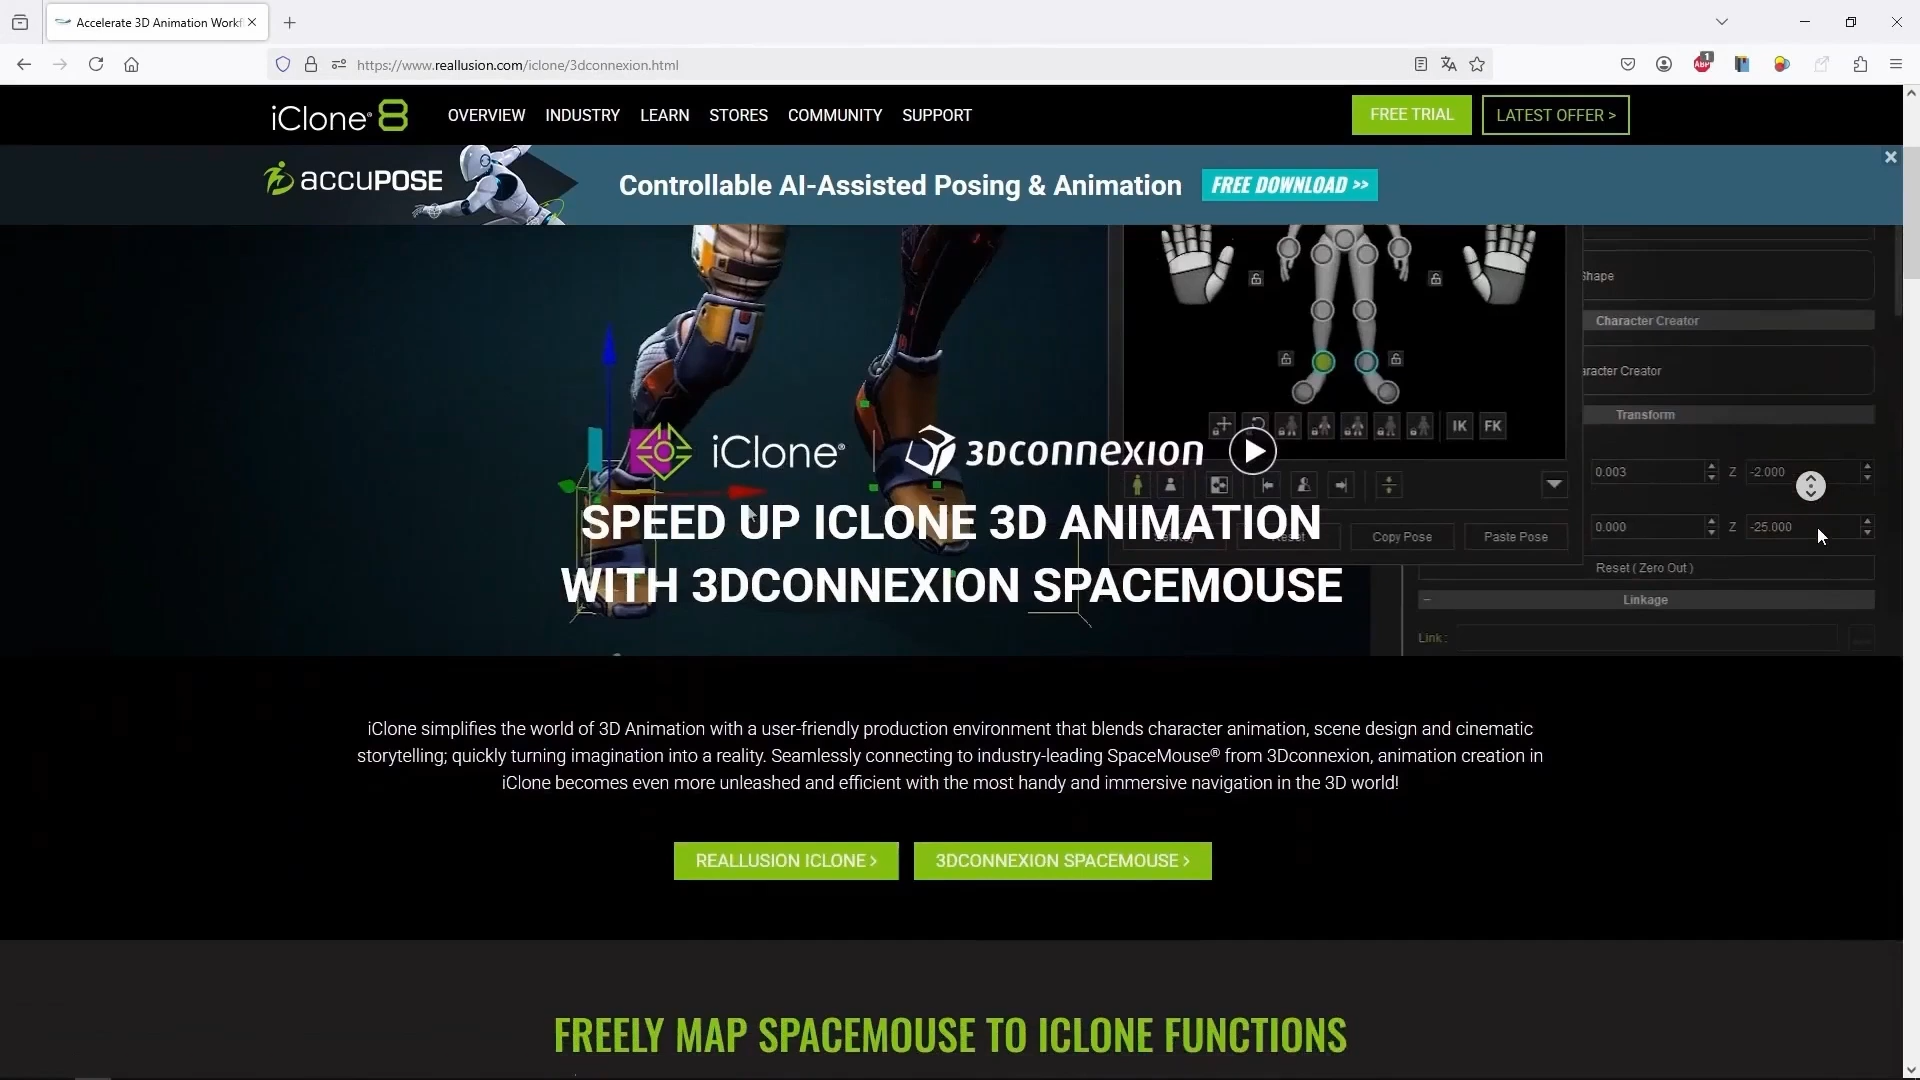 Accelerate 3D Animation Workf
https://www.reallusion.com/iclone/3dconnexion.html
ABP
1
iClone® 8
OVERVIEW
INDUSTRY
LEARN
STORES
COMMUNITY
SUPPORT
FREE TRIAL
LATEST OFFER >
accuPOSE
Controllable AI-Assisted Posing & Animation
FREE DOWNLOAD >>
Shape
Character Creator
aracter Creator
Transform
IK
FK
0.003
Z
-2.000
0.000
Z
-25.000
iClone®
3Dconnexion
Set Key
Reset
Copy Pose
Paste Pose
SPEED UP ICLONE 3D ANIMATION
WITH 3DCONNEXION SPACEMOUSE
Reset ( Zero Out )
Linkage
Link :
iClone simplifies the world of 3D Animation with a user-friendly production environment that blends character animation, scene design and cinematic
storytelling; quickly turning imagination into a reality. Seamlessly connecting to industry-leading SpaceMouse® from 3Dconnexion, animation creation in
iClone becomes even more unleashed and efficient with the most handy and immersive navigation in the 3D world!
REALLUSION ICLONE >
3DCONNEXION SPACEMOUSE >
FREELY MAP SPACEMOUSE TO ICLONE FUNCTIONS